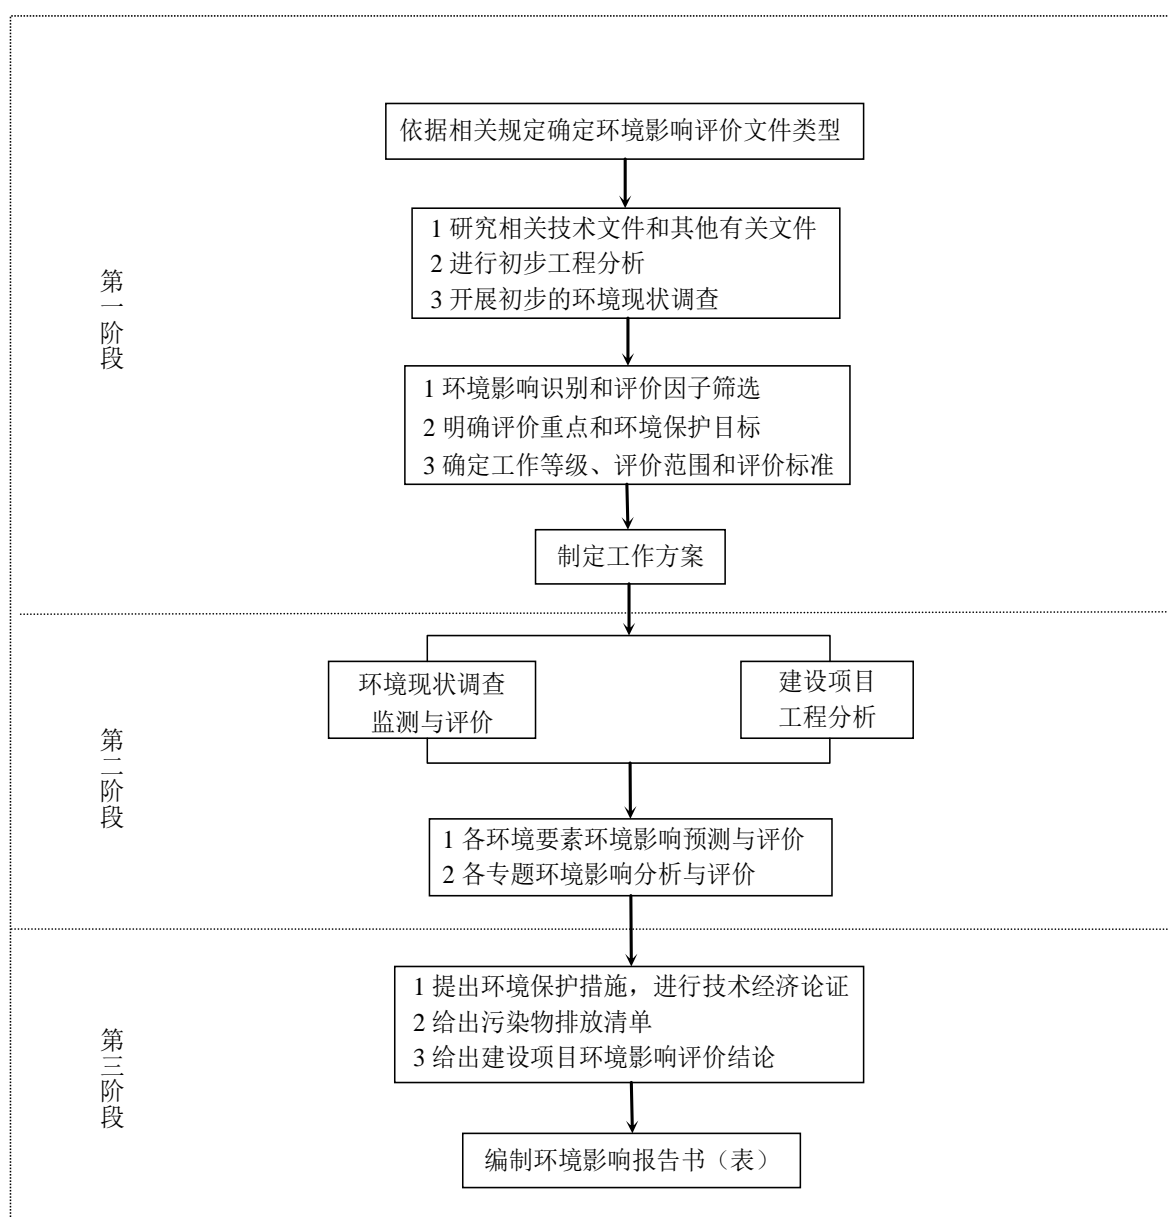 依据相关规定确定环境影响评价文件类型
1 研究相关技术文件和其他有关文件
2 进行初步工程分析
3 开展初步的环境现状调查
第一阶段
1 环境影响识别和评价因子筛选
2 明确评价重点和环境保护目标
3 确定工作等级、评价范围和评价标准
制定工作方案
环境现状调查
监测与评价
建设项目
工程分析
第二阶段
1 各环境要素环境影响预测与评价
2 各专题环境影响分析与评价
1 提出环境保护措施，进行技术经济论证
2 给出污染物排放清单
3 给出建设项目环境影响评价结论
第三阶段
编制环境影响报告书（表）